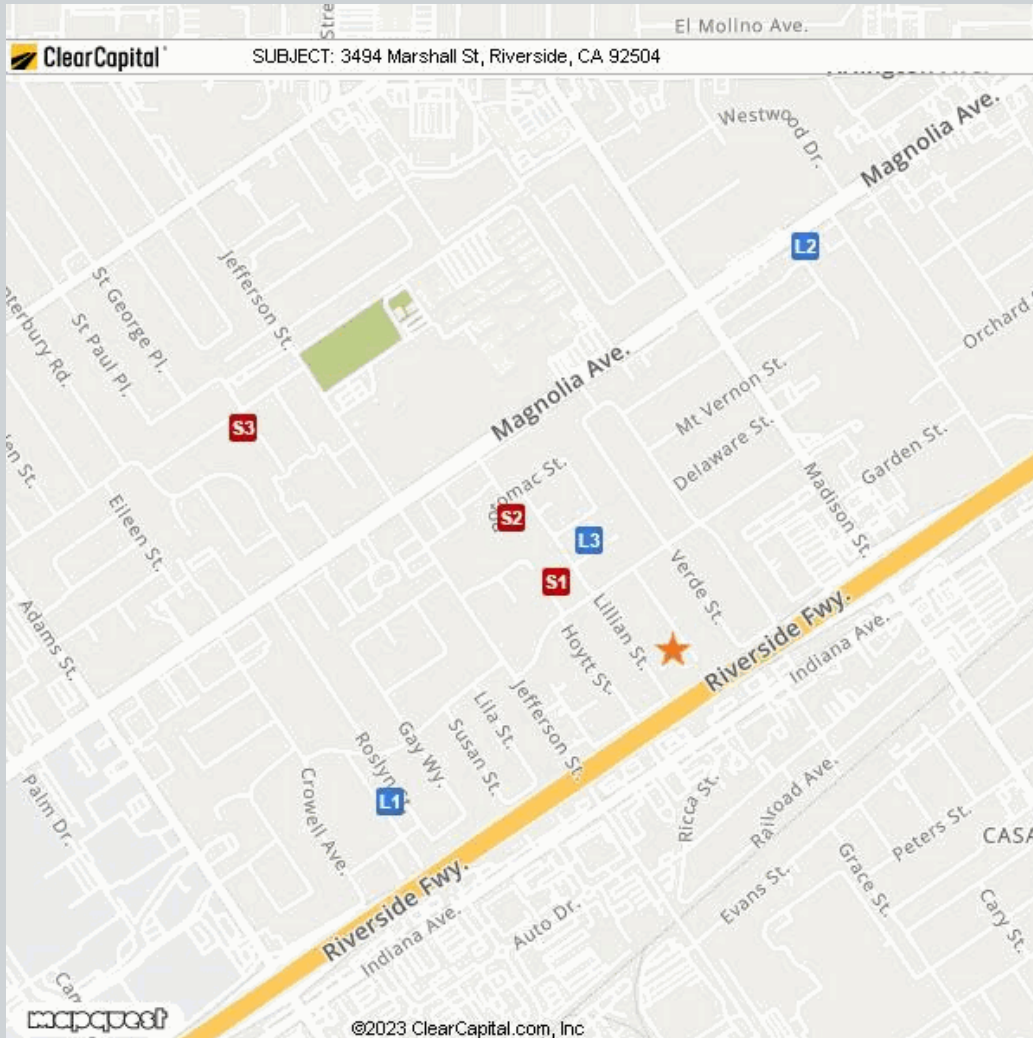 El Molino Ave.
ClearCapital
SUBJECT: 3494 Marshall St, Riverside, CA 92504
Westwood Dr.
Magnolia Ave.
L2
Jefferson St.
St George Pl.
St Paul Pl.
Orchard
S3
Magnolia Ave.
Mt Vernon St.
Delaware St.
Garden St.
Madison St.
S2
L3
S1
Eileen St.
Verde St.
Lillian St.
Hoytt St.
Riverside Fwy.
Indiana Ave.
Adams St.
Jefferson St.
Lila St.
Susan St.
Gay Wy.
L1
Crowell Ave.
Palm Dr.
Ricca St.
Railroad Ave.
Peters St.
Grace St.
Evans St.
Cary St.
Riverside Fwy.
Indiana Ave.
Auto Dr.
mapquest
©2023 ClearCapital.com, Inc